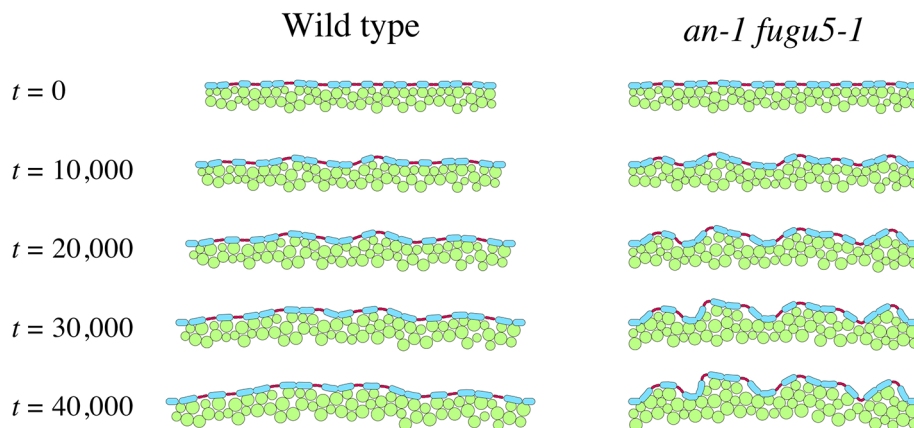 Wild type
an-1 fugu5-1
t = 0
t = 10,000
t = 20,000
t = 30,000
t = 40,000